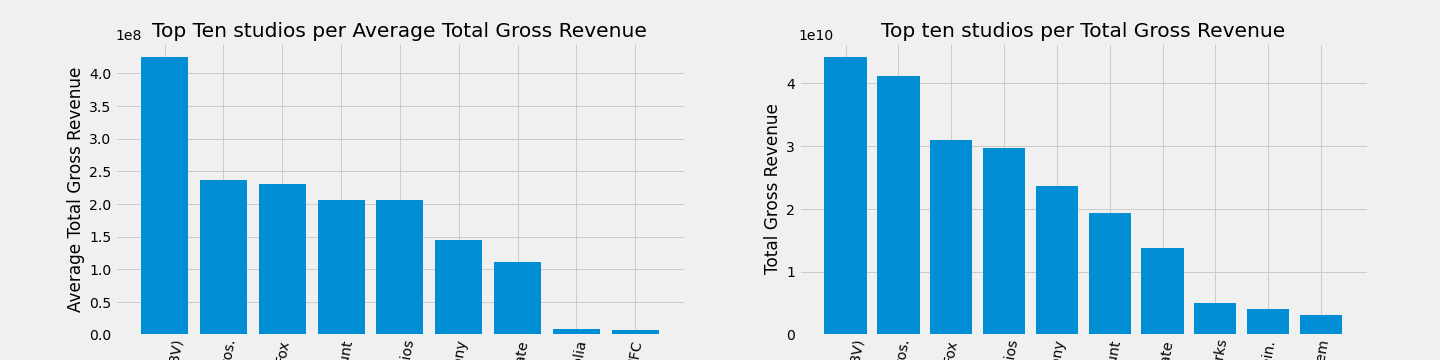 Top Ten studios per Average Total Gross Revenue
1e8
Average Total Gross Revenue
4.0
3.5
3.0
2.5
2.0
1.5
1.0
0.5
0.0
BV)
os.
ox
unt
ios
ny
ate
lia
FC
Top ten studios per Total Gross Revenue
1e10
Total Gross Revenue
4
3
2
1
0
BV)
os.
ox
ios
ny
unt
ate
rks
in.
em